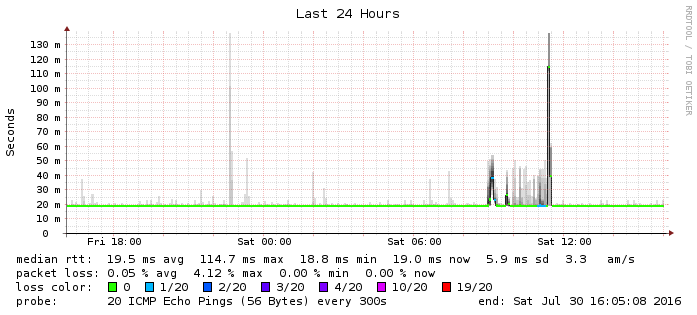 Last 24 Hours
RRDTOOL / TOBI OETIKER
Seconds
130 m
120 m
110 m
100 m
90 m
80 m
70 m
60 m
50 m
40 m
30 m
20 m
10 m
0
Fri 18:00 Sat 00:00 Sat 06:00 Sat 12:00
median rtt: 19.5 ms avg 114.7 ms max 18.8 ms min 19.0 ms now 5.9 ms sd 3.3 am/s
packet loss: 0.05 % avg 4.12 % max 0.00 % min 0.00 % now
loss color: 0 1/20 2/20 3/20 4/20 10/20 19/20
probe: 20 ICMP Echo Pings (56 Bytes) every 300s end: Sat Jul 30 16:05:08 2016